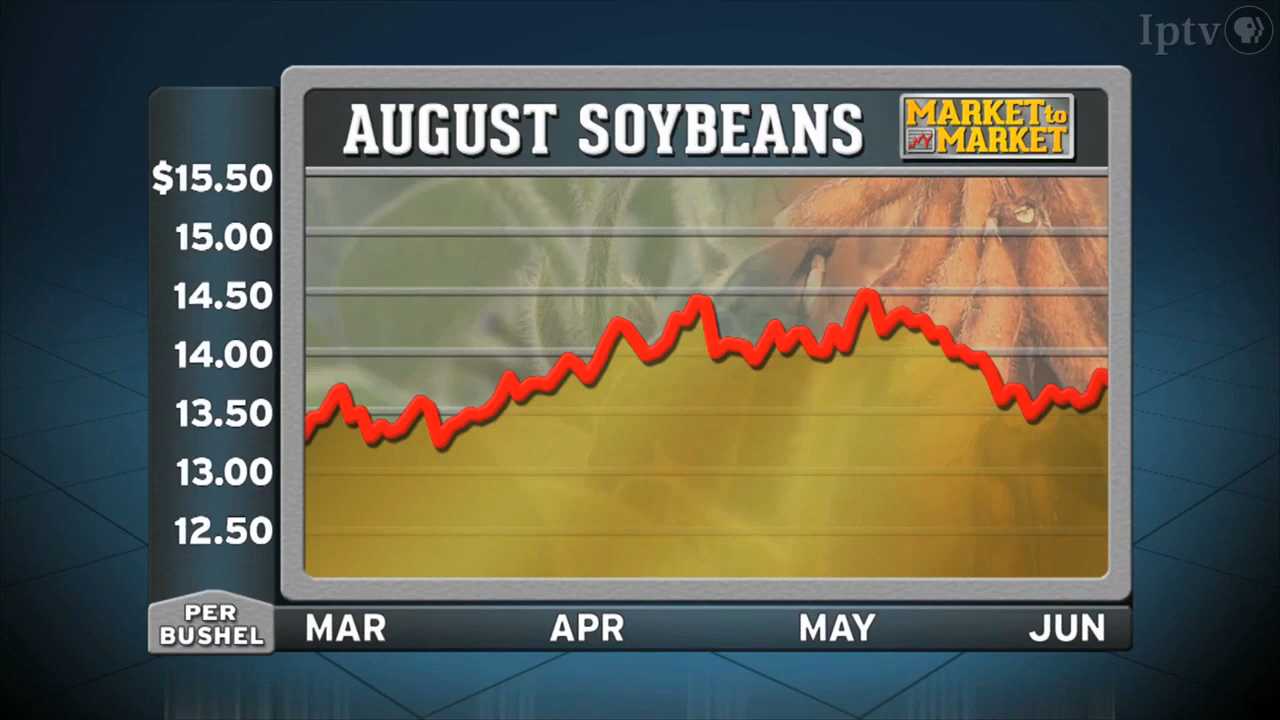 Iptv
AUGUST SOYBEANS
MARKET to
MARKET
$15.50
15.00
14.50
14.00
13.50
13.00
12.50
PER
BUSHEL
MAR APR MAY JUN